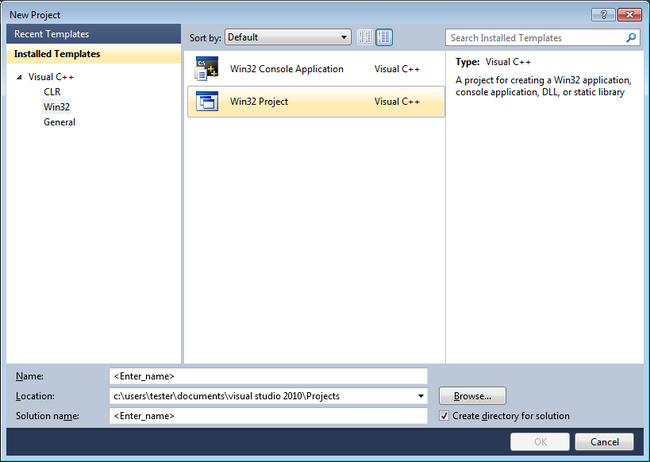 New Project
Recent Templates
Installed Templates
Visual C++
CLR
Win32
General
Sort by: Default
Win32 Console Application Visual C++
Win32 Project Visual C++
Search Installed Templates
Type: Visual C++
A project for creating a Win32 application,
console application, DLL, or static library
Name: <Enter_name>
Location: c:\users\tester\documents\visual studio 2010\Projects Browse...
Solution name: <Enter_name> Create directory for solution
OK Cancel